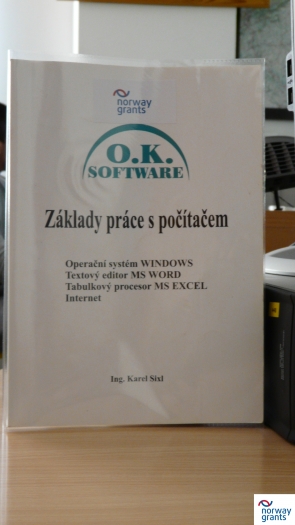 norway
grants
O.K.
SOFTWARE
Základy práce s počítačem
Operační systém WINDOWS
Textový editor MS WORD
Tabulkový procesor MS EXCEL
Internet
Ing. Karel Sixl
norway
grants